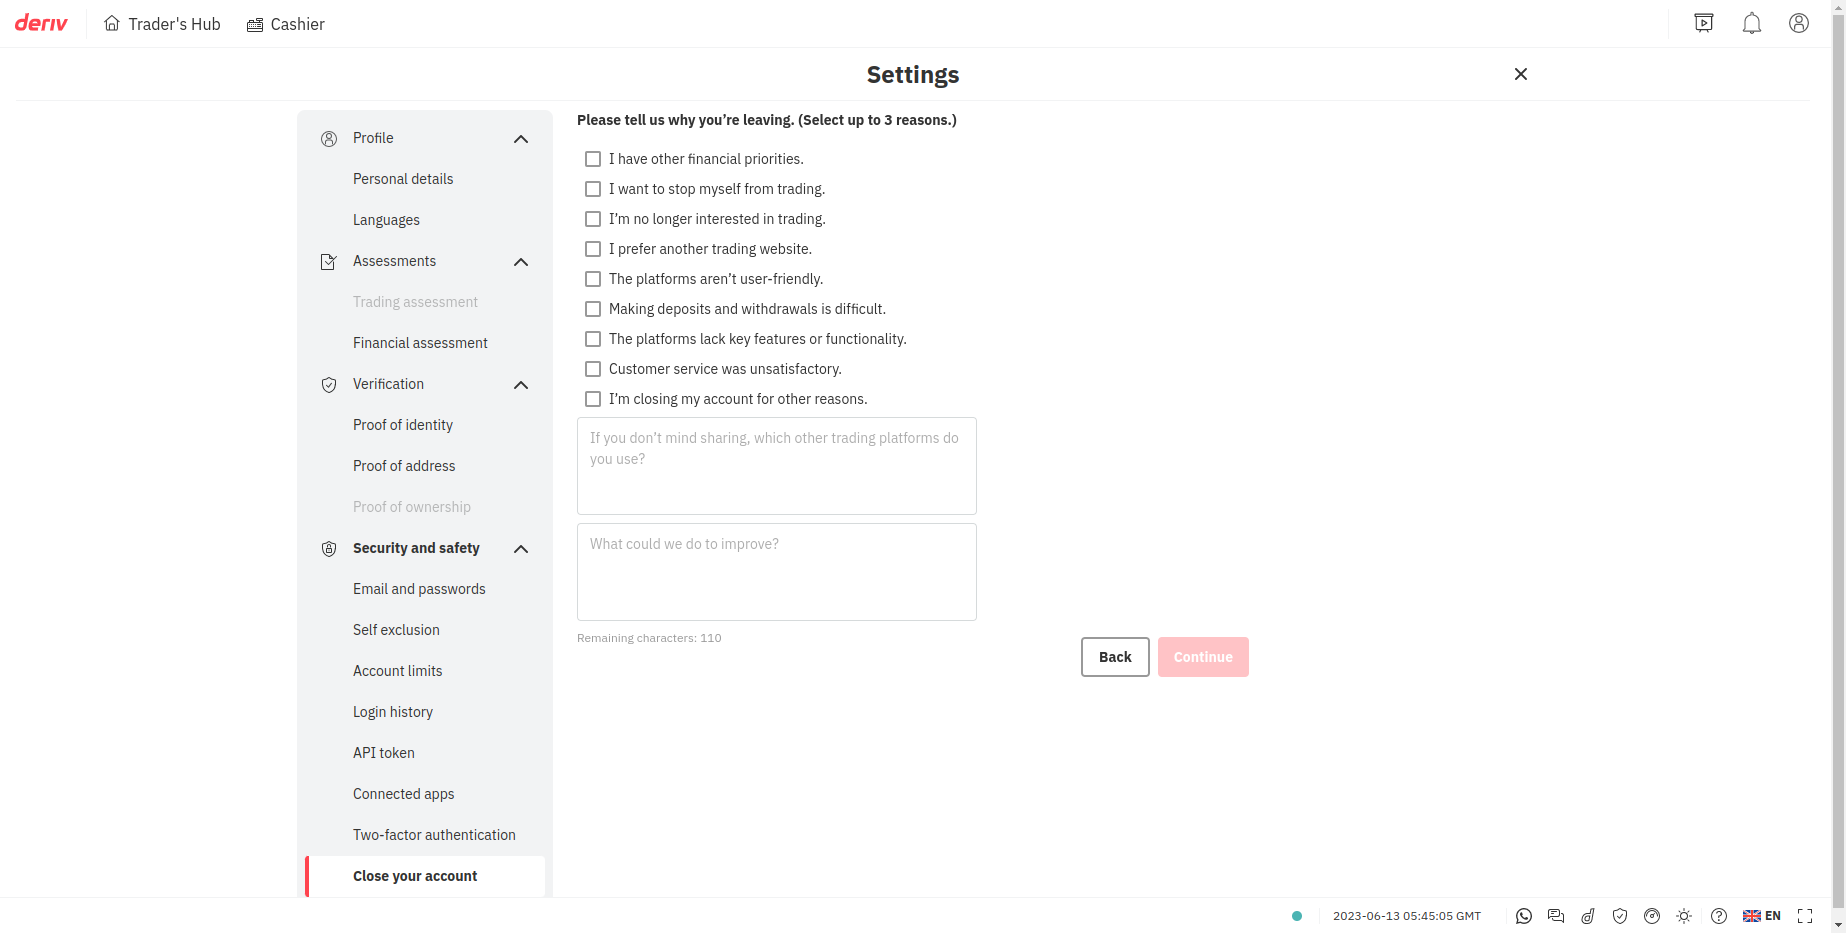 deriv
Trader's Hub
Cashier
Settings
Profile
Personal details
Languages
Assessments
Trading assessment
Financial assessment
Verification
Proof of identity
Proof of address
Proof of ownership
Security and safety
Email and passwords
Self exclusion
Account limits
Login history
API token
Connected apps
Two-factor authentication
Close your account
Please tell us why you’re leaving. (Select up to 3 reasons.)
I have other financial priorities.
I want to stop myself from trading.
I’m no longer interested in trading.
I prefer another trading website.
The platforms aren’t user-friendly.
Making deposits and withdrawals is difficult.
The platforms lack key features or functionality.
Customer service was unsatisfactory.
I’m closing my account for other reasons.
If you don’t mind sharing, which other trading platforms do
you use?
What could we do to improve?
Remaining characters: 110
Back
Continue
2023-06-13 05:45:05 GMT
EN